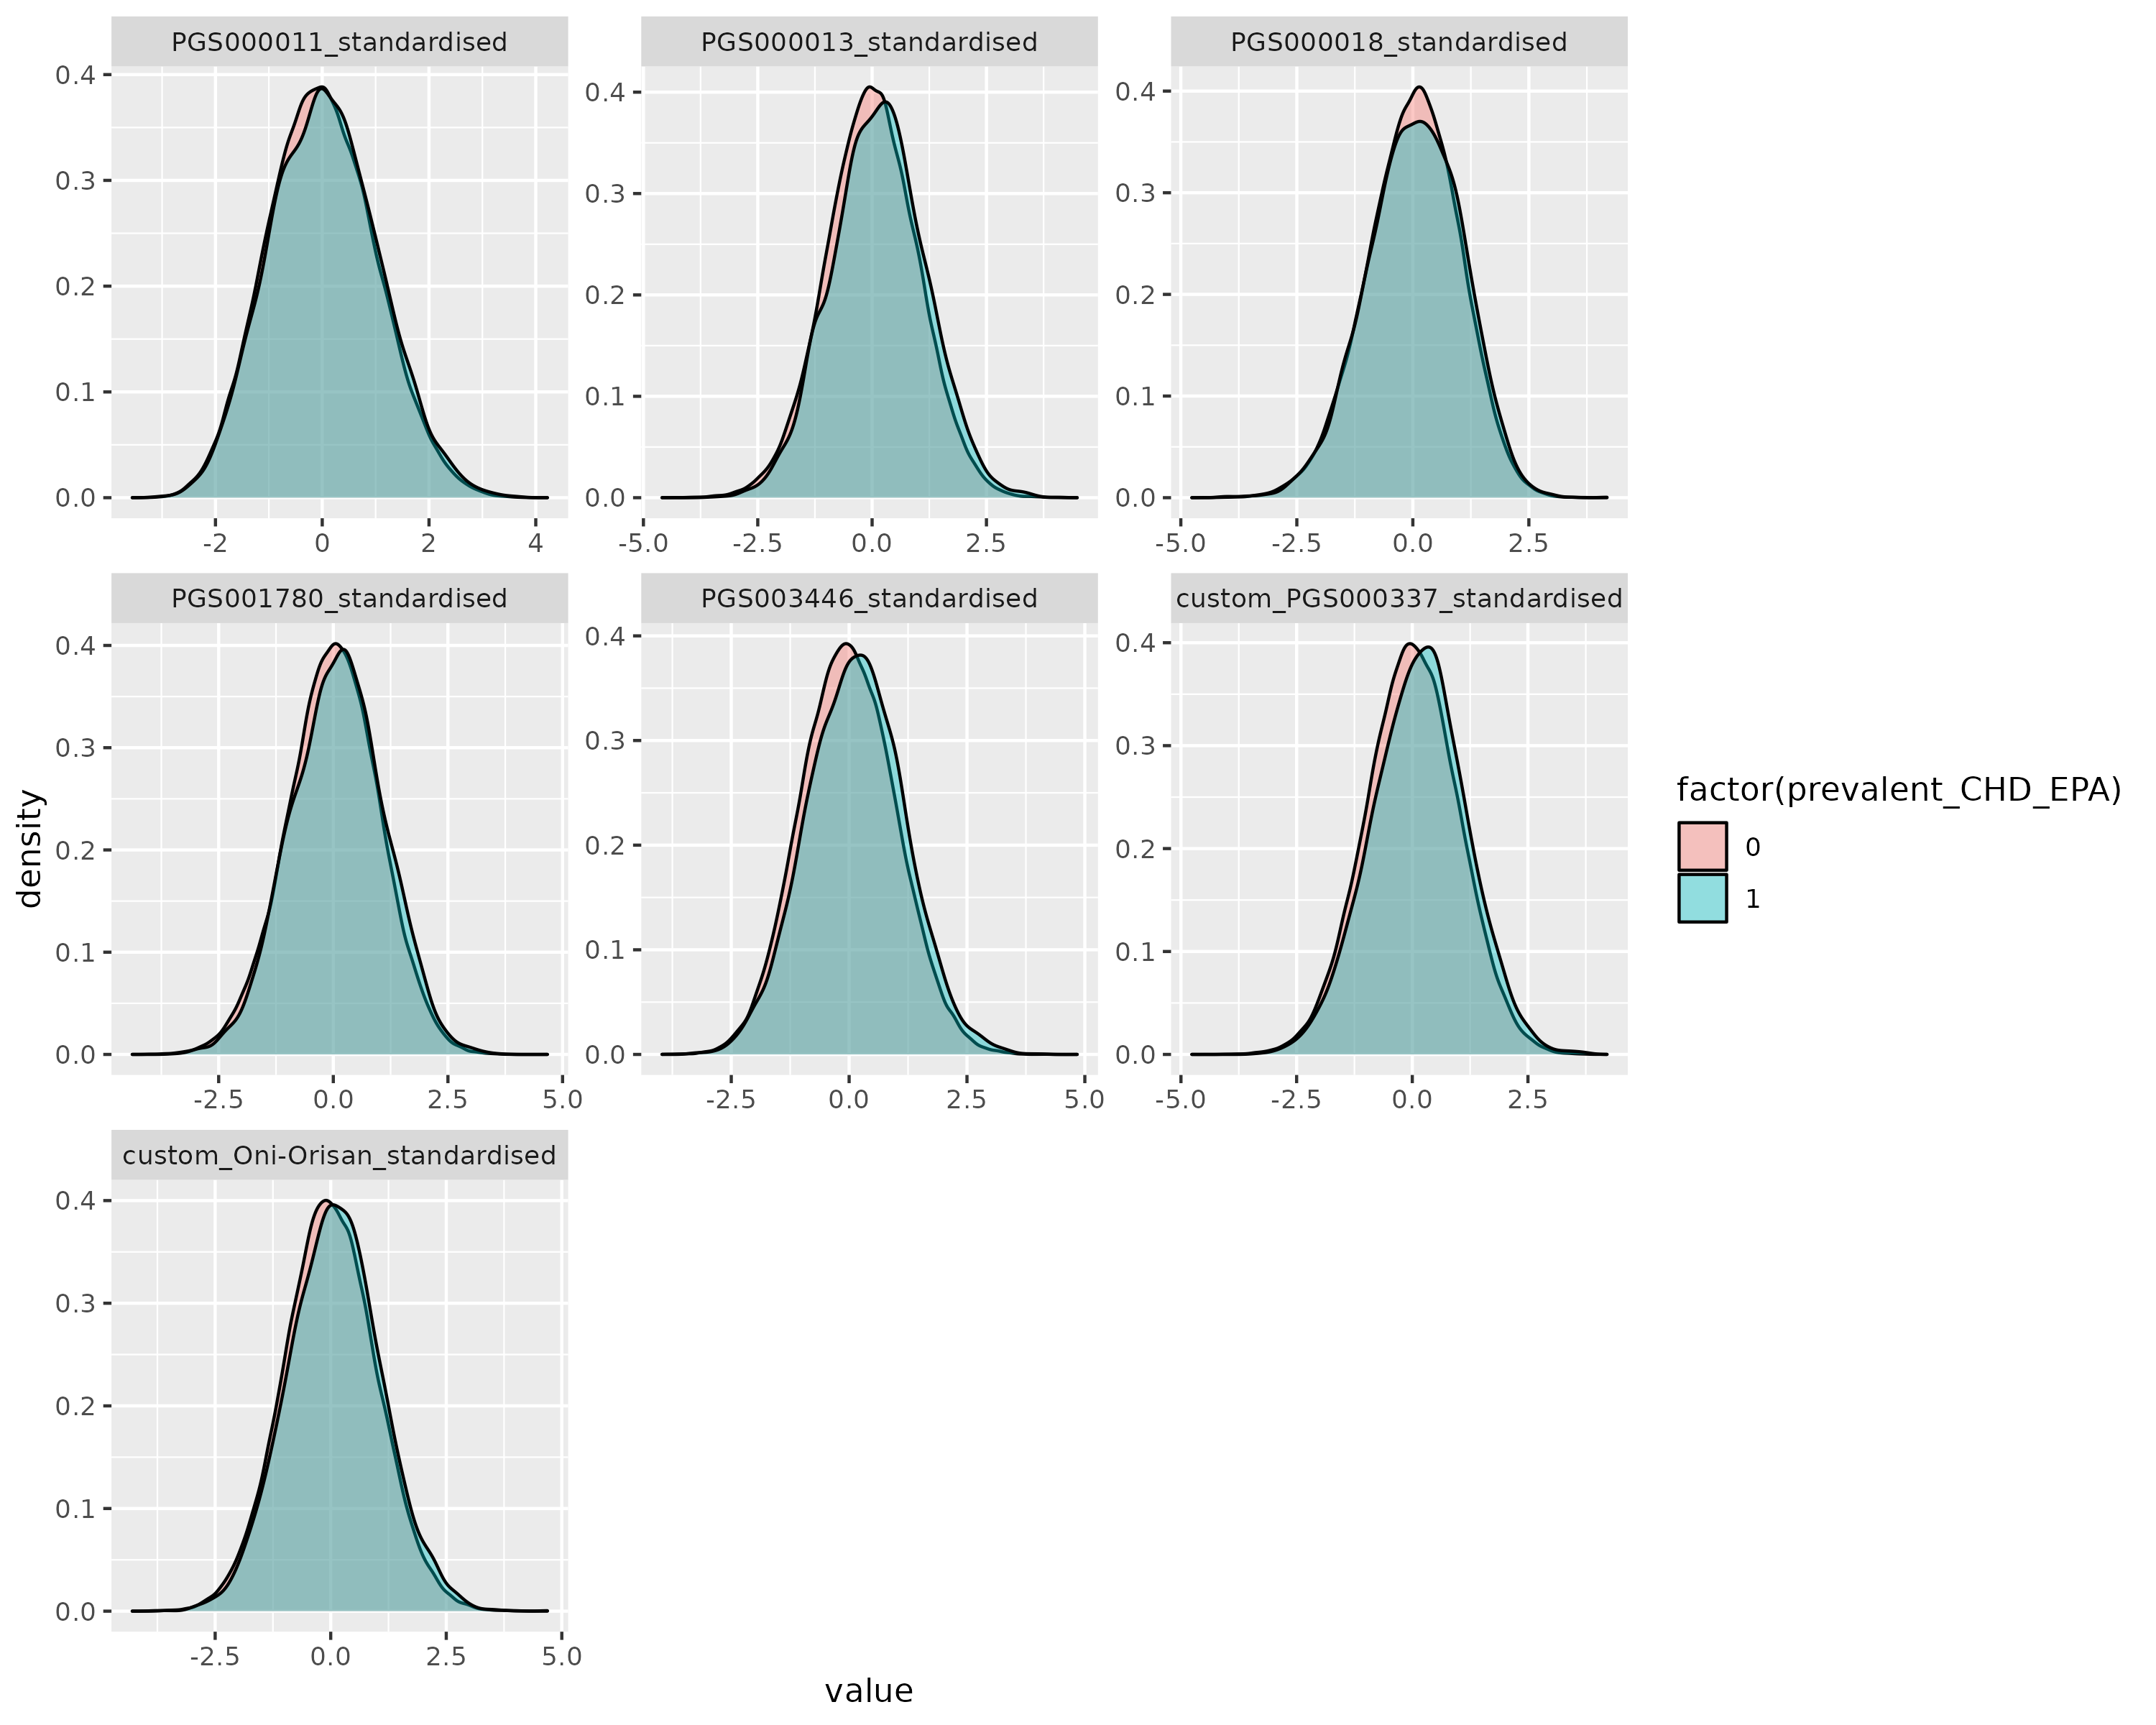 PGS000011_standardised PGS000013_standardised PGS000018_standardised
0.4 0.3 0.2 0.1 0.0
-2 0 2 4
0.4 0.3 0.2 0.1 0.0
-5.0 -2.5 0.0 2.5
0.4 0.3 0.2 0.1 0.0
-5.0 -2.5 0.0 2.5
PGS001780_standardised PGS003446_standardised custom_PGS000337_standardised
0.4 0.3 0.2 0.1 0.0
-2.5 0.0 2.5 5.0
0.4 0.3 0.2 0.1 0.0
-2.5 0.0 2.5 5.0
0.4 0.3 0.2 0.1 0.0
-5.0 -2.5 0.0 2.5
custom_Oni-Orisan_standardised
0.4 0.3 0.2 0.1 0.0
-2.5 0.0 2.5 5.0
density
value
factor(prevalent_CHD_EPA)
0
1